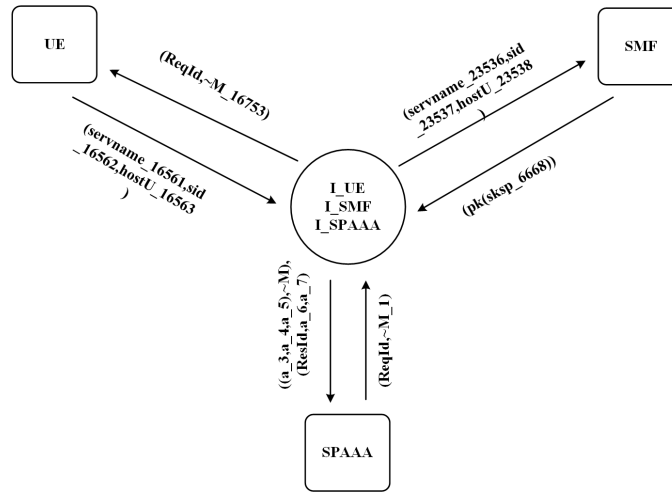 UE
SMF
(ReqId,~M_16753)
(servname_16561,sid
_16562,hostU_16563
)
(servname_23536,sid
_23537,hostU_23538
)
(pk(sksp_6668))
I_UE
I_SMF
I_SPAAA
((a_3,a_4,a_5),~M),
(ResId,a_6,a_7)
(ReqId,~M_1)
SPAAA